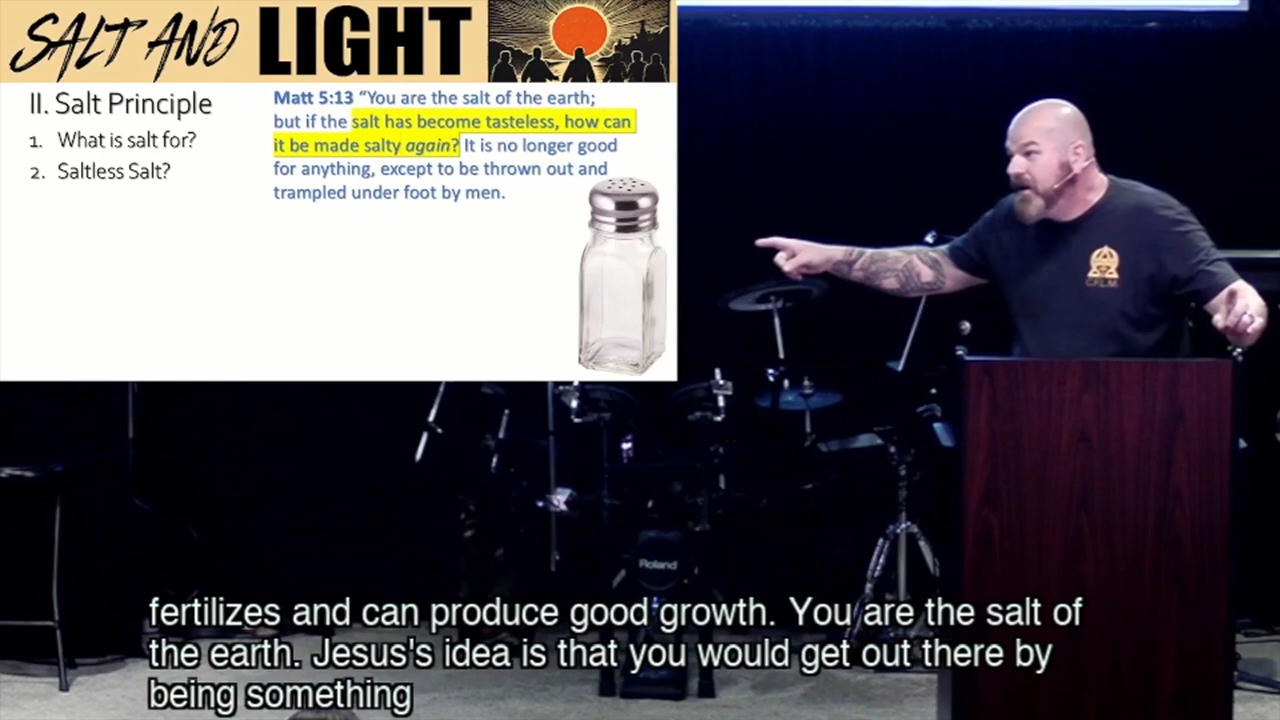 SALT AND LIGHT
II. Salt Principle
1. What is salt for?
2. Saltless Salt?
Matt 5:13 “You are the salt of the earth;
but if the salt has become tasteless, how can
it be made salty again? It is no longer good
for anything, except to be thrown out and
trampled under foot by men.
Roland
fertilizes and can produce good growth. You are the salt of
the earth. Jesus's idea is that you would get out there by
being something